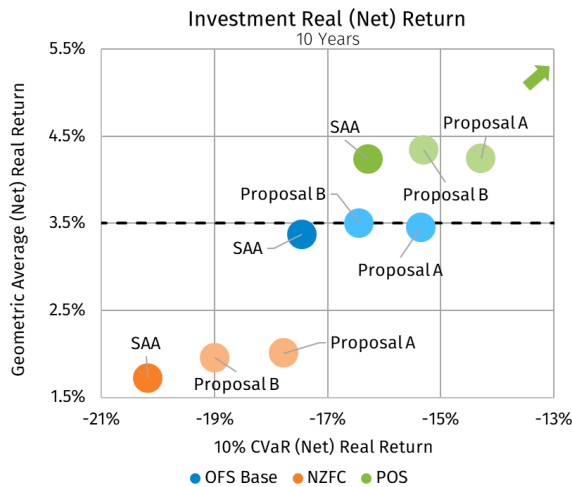 Investment Real (Net) Return
10 Years
Geometric Average (Net) Real Return
5.5%
4.5%
3.5%
2.5%
1.5%
SAA
Proposal A
Proposal B
Proposal B
SAA
Proposal A
SAA
Proposal A
Proposal B
-21%
-19%
-17%
-15%
-13%
10% CVaR (Net) Real Return
OFS Base
NZFC
POS